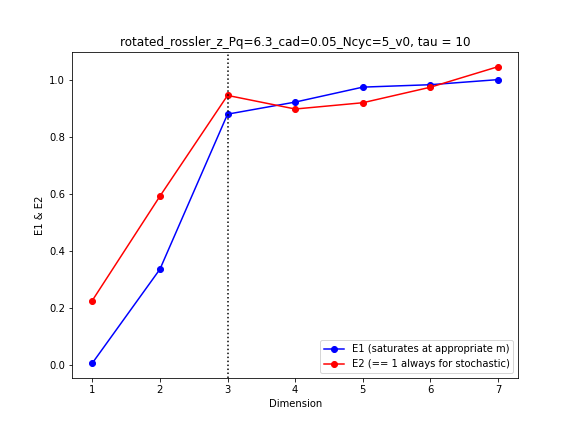 rotated_rossler_z_Pq=6.3_cad=0.05_Ncyc=5_v0, tau = 10
E1 & E2
1.0
0.8
0.6
0.4
0.2
0.0
E1 (saturates at appropriate m)
E2 (== 1 always for stochastic)
1 2 3 4 5 6 7
Dimension